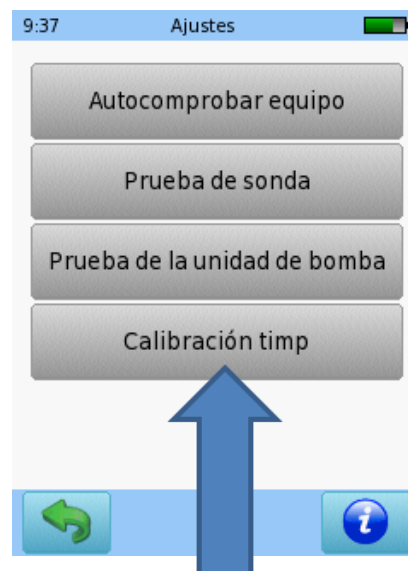 9:37 Ajustes
Autocomprobar equipo
Prueba de sonda
Prueba de la unidad de bomba
Calibración timp
i